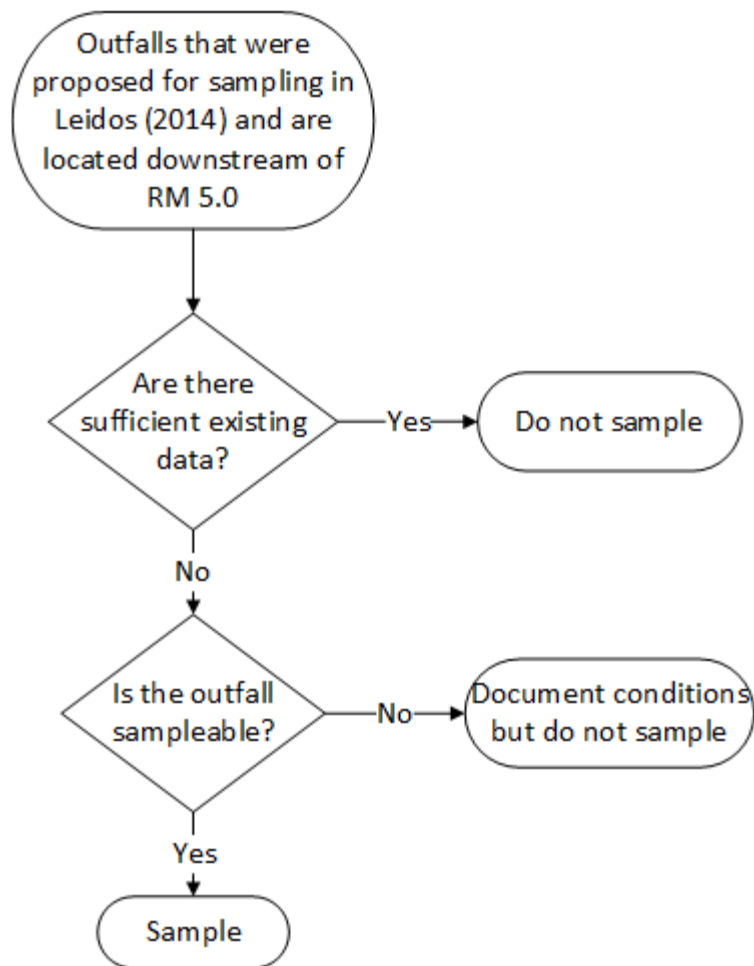 Outfalls that were
proposed for sampling in
Leidos (2014) and are
located downstream of
RM 5.0
Are there
sufficient existing
data?
Yes
Do not sample
No
Is the outfall
sampleable?
No
Document conditions
but do not sample
Yes
Sample